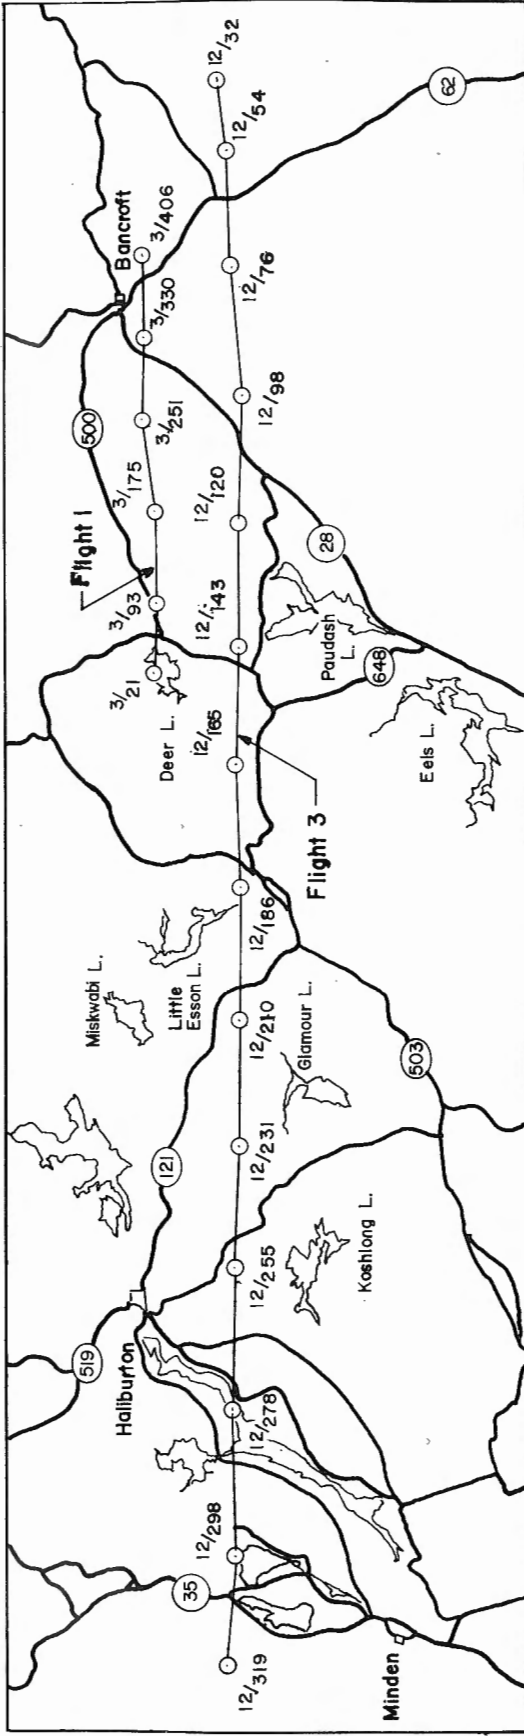 519
Haliburton
35
Minden
12/319
12/298
12/278
12/255
12/231
12/210
12/186
12/165
12/143
12/120
12/98
12/76
12/54
12/32
121
Miskwabi L.
Little
Esson L.
Koshlong L.
Glamour L.
503
Flight 3
Deer L.
3/21
3/93
3/175
3/251
3/330
3/406
Flight 1
500
Bancroft
Paudash
L.
648
28
Eels L.
62